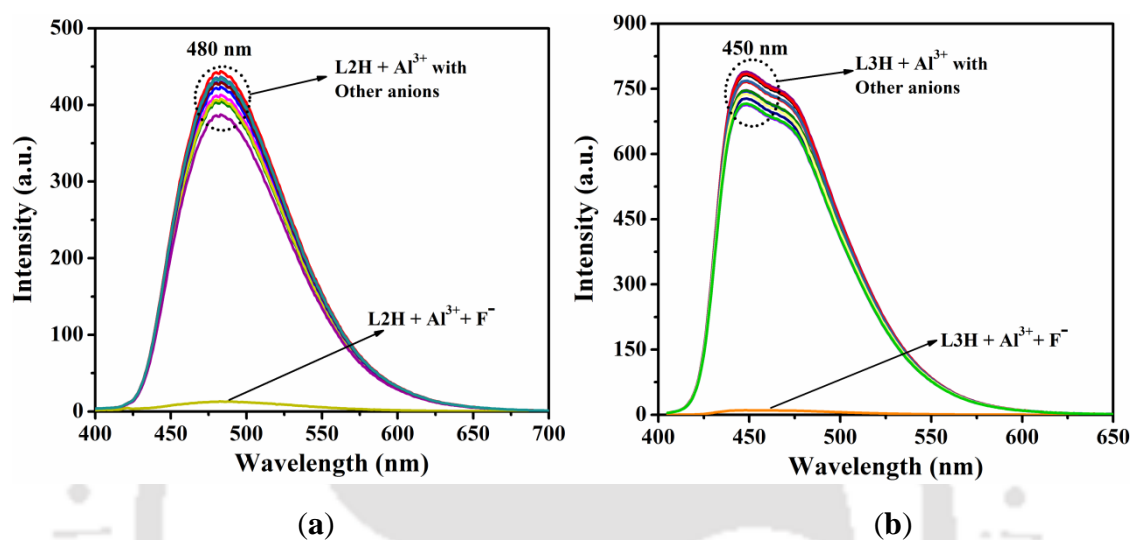 480 nm
L2H + Al³⁺ with
Other anions
L2H + Al³⁺ + F⁻
Intensity (a.u.)
500
400
300
200
100
0
400 450 500 550 600 650 700
Wavelength (nm)
(a)
450 nm
L3H + Al³⁺ with
Other anions
L3H + Al³⁺ + F⁻
Intensity (a.u.)
900
750
600
450
300
150
0
400 450 500 550 600 650
Wavelength (nm)
(b)